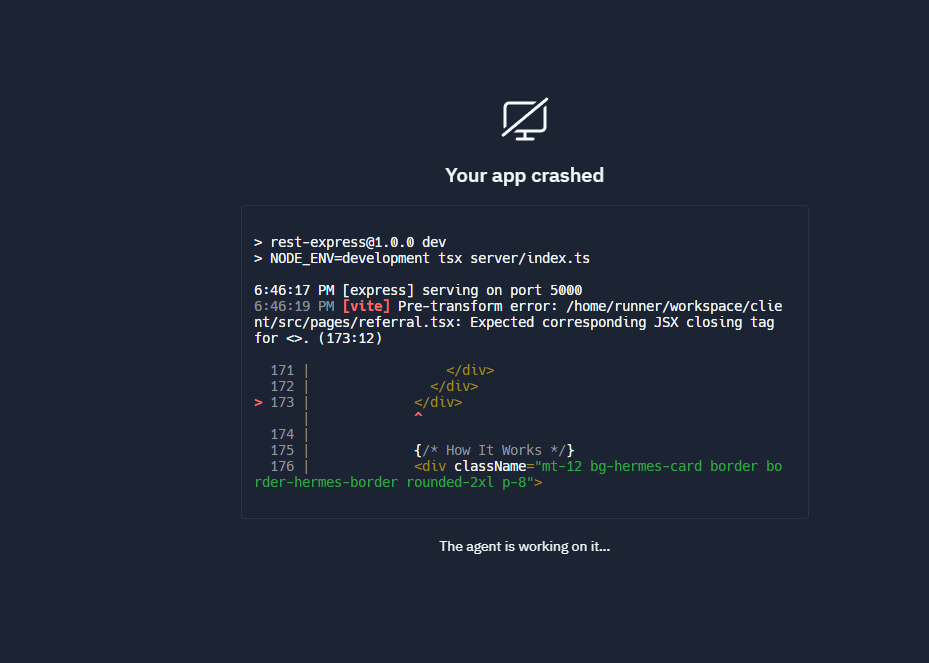 Your app crashed
> rest-express@1.0.0 dev
> NODE_ENV=development tsx server/index.ts
6:46:17 PM [express] serving on port 5000
6:46:19 PM [vite] Pre-transform error: /home/runner/workspace/clie
nt/src/pages/referral.tsx: Expected corresponding JSX closing tag
for <>. (173:12)
171 | </div>
172 | </div>
> 173 | </div>
| ^
174 |
175 | {/* How It Works */}
176 | <div className="mt-12 bg-hermes-card border bo
rder-hermes-border rounded-2xl p-8">
The agent is working on it...